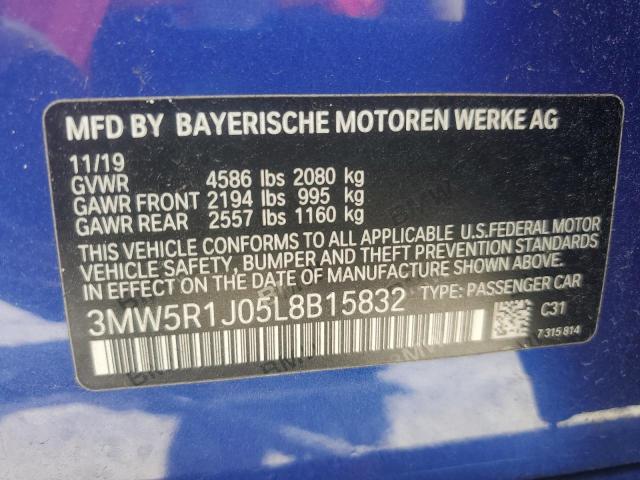 MFD BY BAYERISCHE MOTOREN WERKE AG
11/19
GVWR 4586 lbs 2080 kg
GAWR FRONT 2194 lbs 995 kg
GAWR REAR 2557 lbs 1160 kg
THIS VEHICLE CONFORMS TO ALL APPLICABLE U.S.FEDERAL MOTOR
VEHICLE SAFETY, BUMPER AND THEFT PREVENTION STANDARDS
IN EFFECT ON THE DATE OF MANUFACTURE SHOWN ABOVE.
3MW5R1J05L8B15832 TYPE: PASSENGER CAR
C31
7 315 814